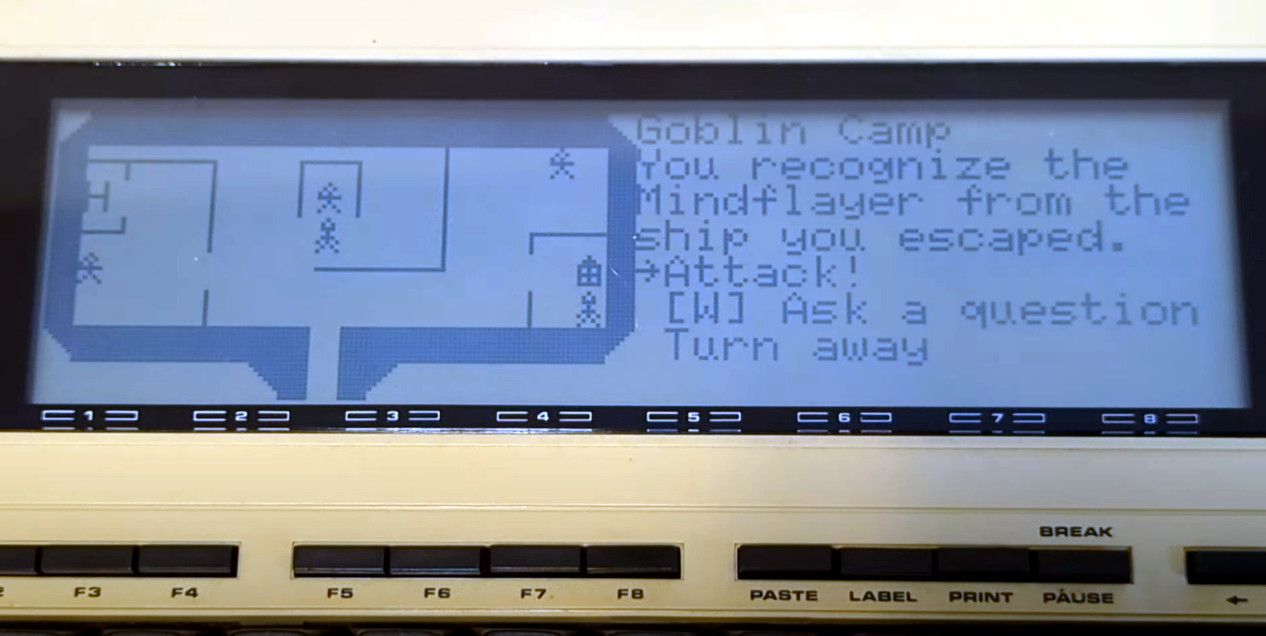 Goblin Camp
You recognize the
Mindflayer from the
ship you escaped.
→Attack!
[W] Ask a question
Turn away
1 2 3 4 5 6 7 8
BREAK
F3 F4 F5 F6 F7 F8 PASTE LABEL PRINT PAUSE ←